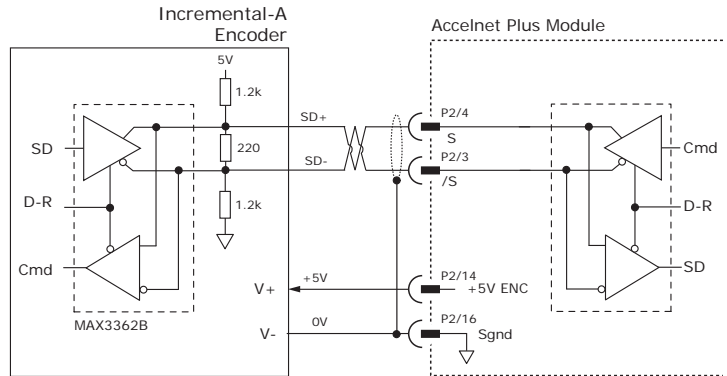 Incremental-A
Encoder
Accelnet Plus Module
5V
1.2k
SD+
P2/4
S
SD
220
Cmd
SD-
P2/3
/S
D-R
1.2k
D-R
Cmd
SD
+5V
P2/14
V+
+5V ENC
MAX3362B
0V
P2/16
V-
Sgnd